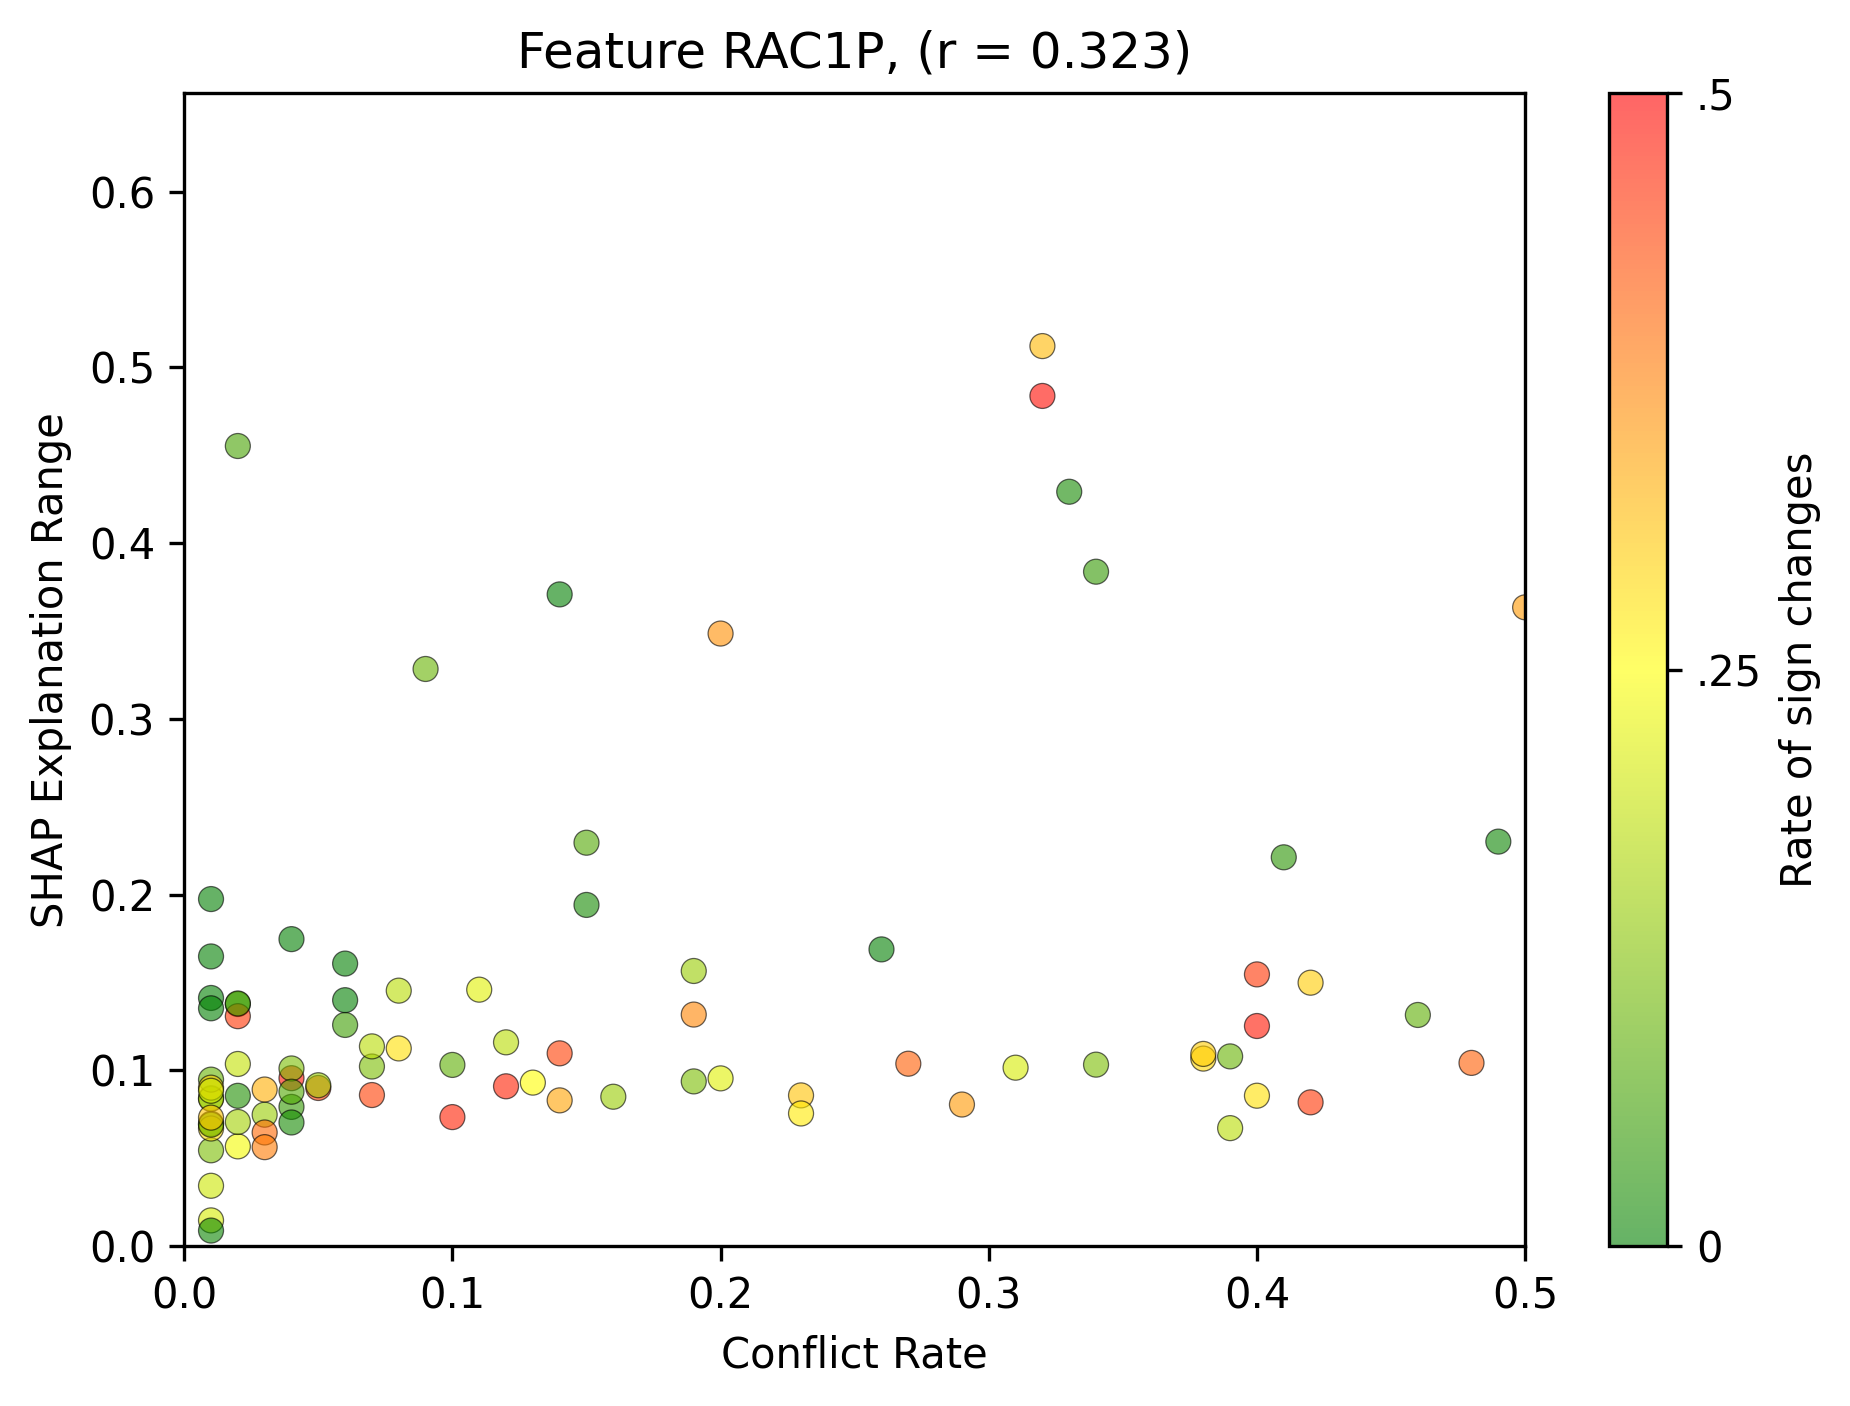 Feature RAC1P, (r = 0.323)
SHAP Explanation Range
0.6
0.5
0.4
0.3
0.2
0.1
0.0
0.0 0.1 0.2 0.3 0.4 0.5
Conflict Rate
.5
.25
0
Rate of sign changes